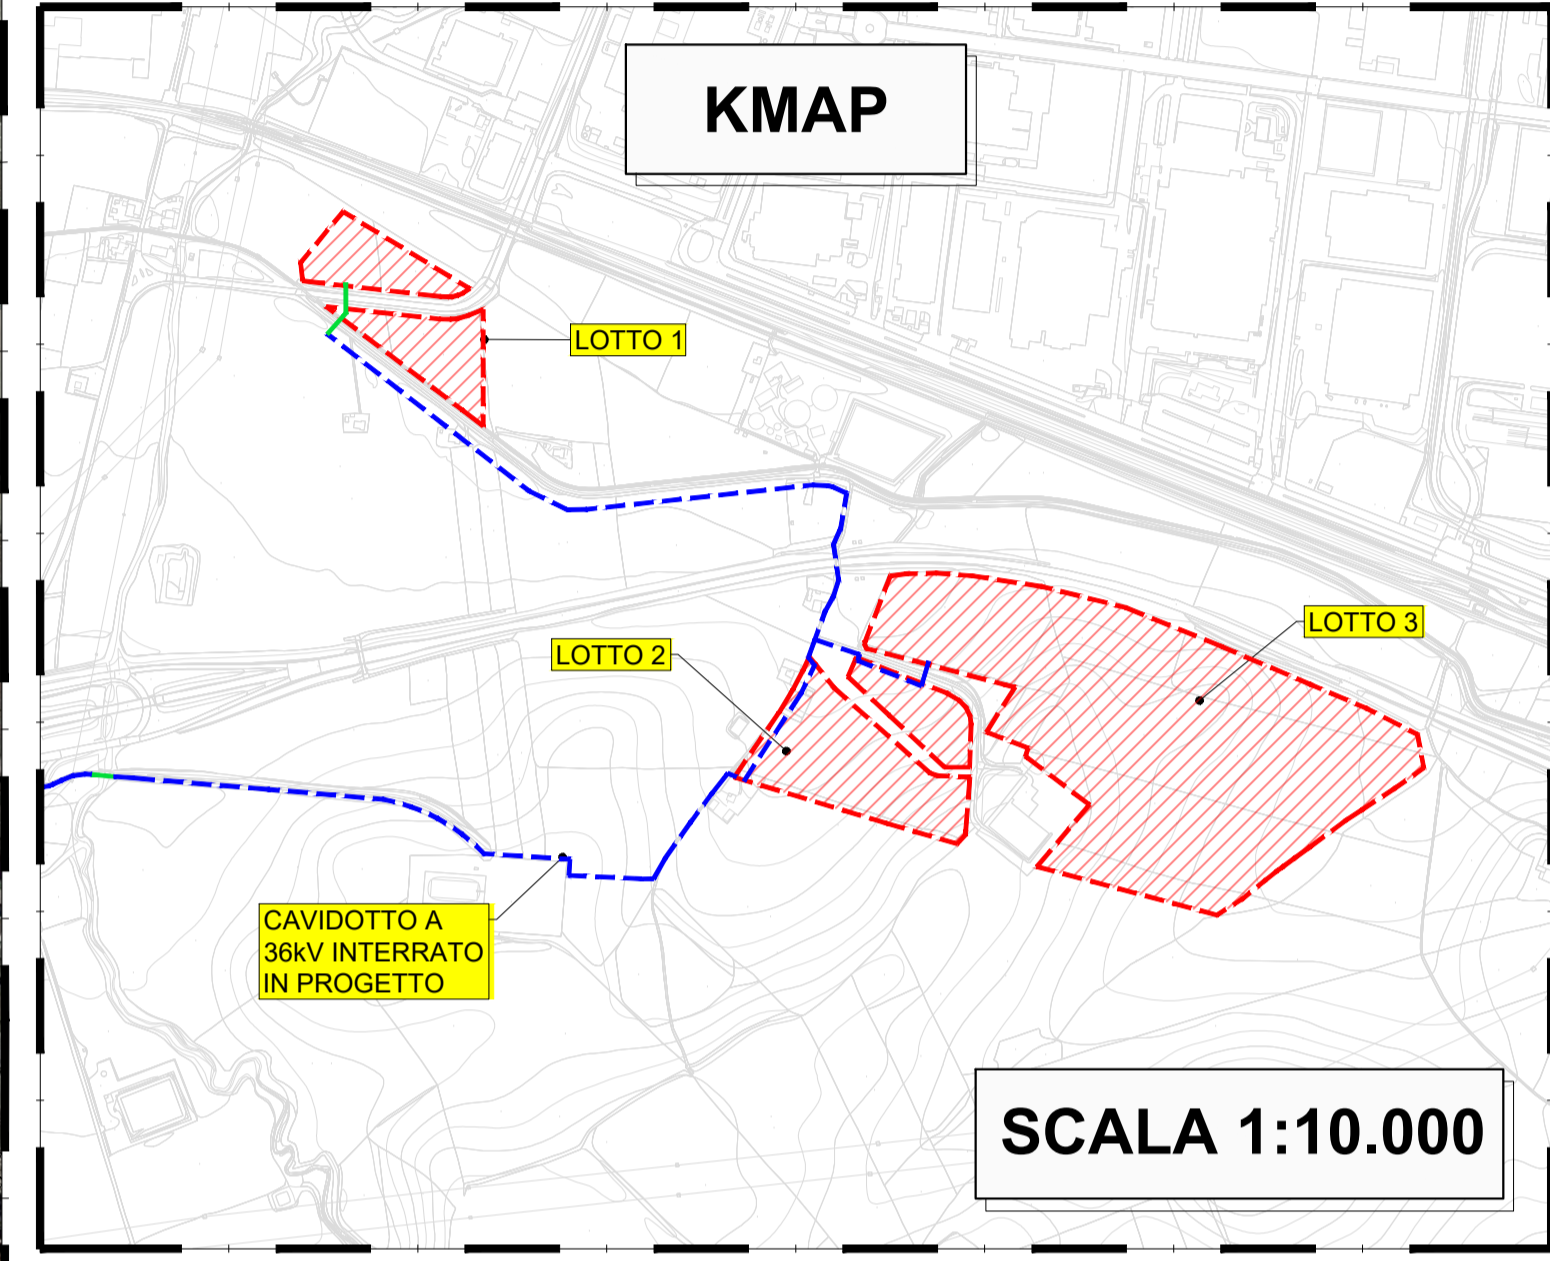 KMAP
LOTTO 1
LOTTO 3
LOTTO 2
CAVIDOTTO A
36kV INTERRATO
IN PROGETTO
SCALA 1:10.000